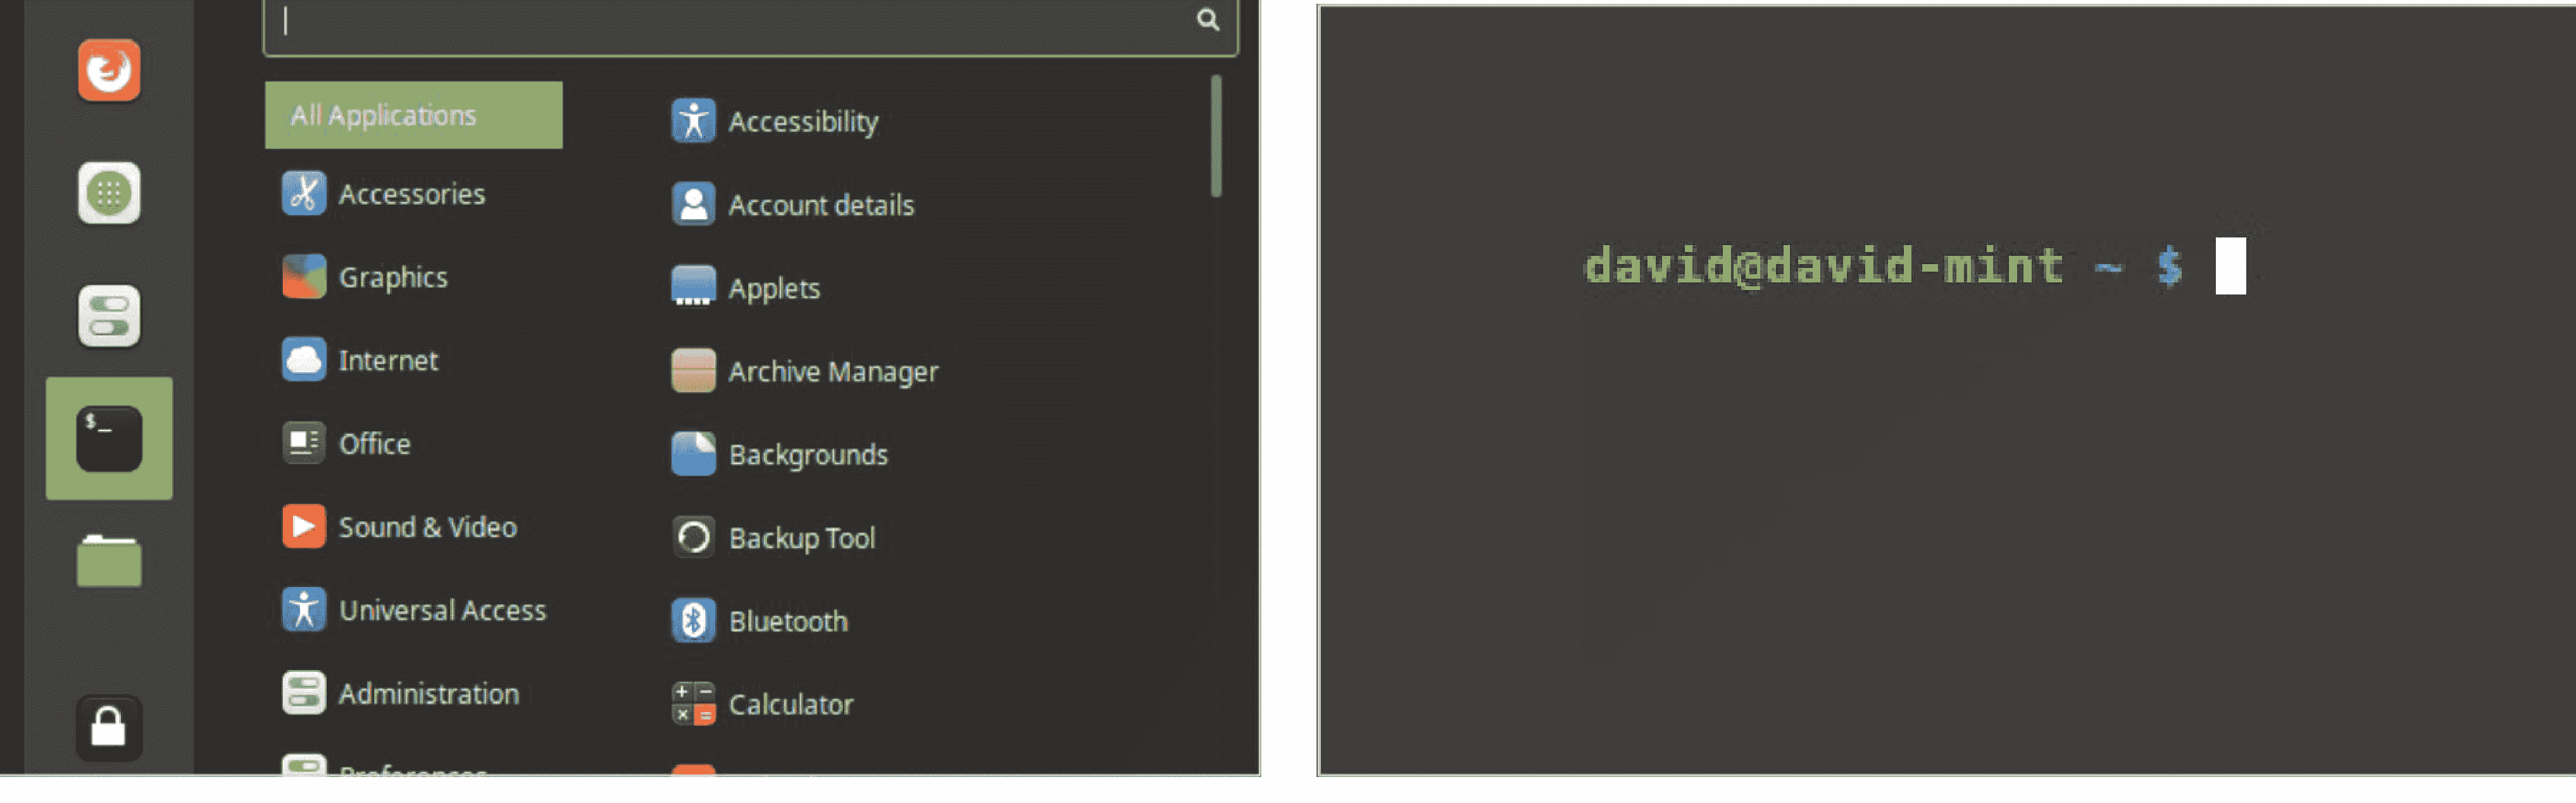 All Applications
Accessories
Graphics
Internet
$_
Office
Sound & Video
Universal Access
Administration
Preferences
Accessibility
Account details
Applets
Archive Manager
Backgrounds
Backup Tool
Bluetooth
Calculator
david@david-mint ~ $